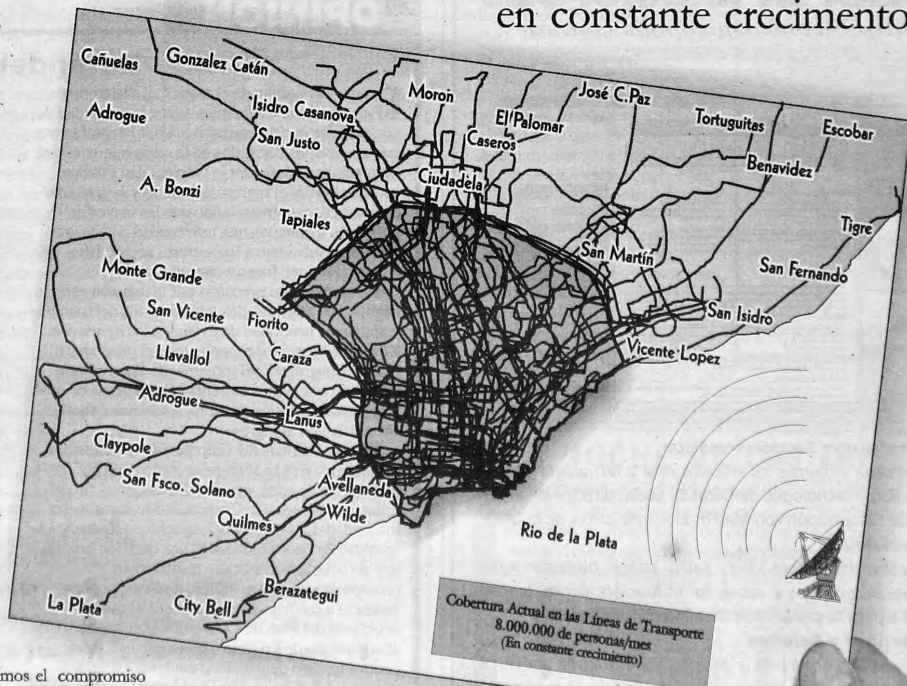 en constante crecimento
Cañuelas
Gonzalez Catán
Adrogue
Isidro Casanova
Moron
José C. Paz
El Palomar
Caseros
Tortuguitas
Escobar
San Justo
Benavidez
A. Bonzi
Ciudadela
Tapiales
Tigre
San Martín
San Fernando
Monte Grande
San Vicente
Fiorito
San Isidro
Llavallol
Caraza
Vicente Lopez
Adrogue
Lanus
Claypole
San Fsco. Solano
Avellaneda
Wilde
Quilmes
Rio de la Plata
Berazategui
La Plata
City Bell
Cobertura Actual en las Líneas de Transporte
8.000.000 de personas/mes
(En constante crecimiento)
mos el compromiso